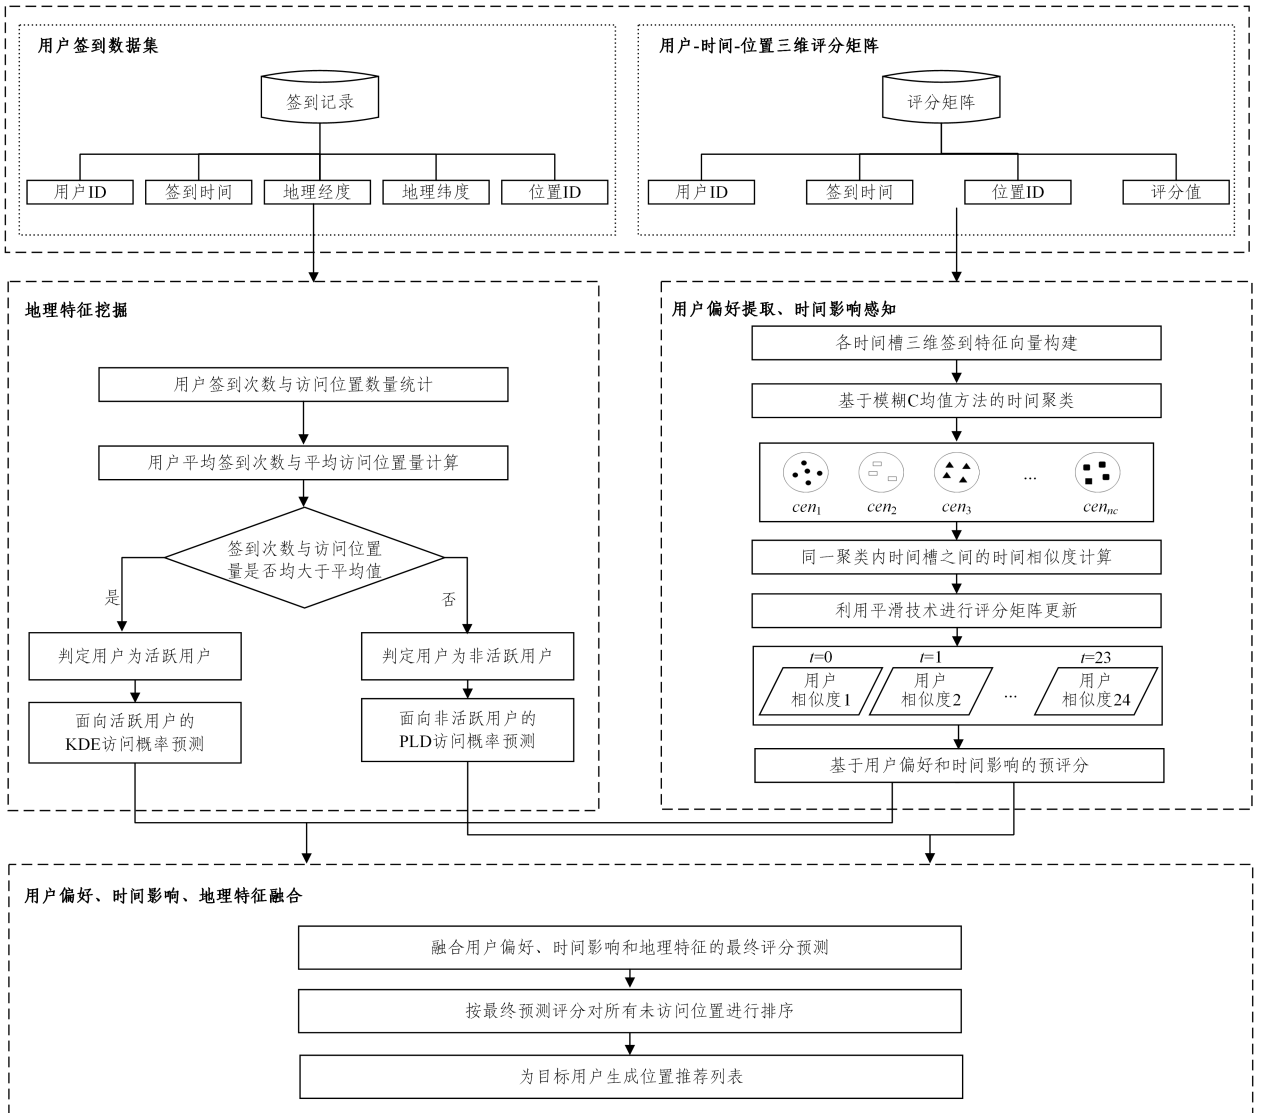 用户签到数据集
签到记录
用户ID
签到时间
地理经度
地理纬度
位置ID
用户-时间-位置三维评分矩阵
评分矩阵
用户ID
签到时间
位置ID
评分值
地理特征挖掘
用户签到次数与访问位置数量统计
用户平均签到次数与平均访问位置量计算
签到次数与访问位置
量是否均大于平均值
是
否
判定用户为活跃用户
判定用户为非活跃用户
面向活跃用户的
KDE访问概率预测
面向非活跃用户的
PLD访问概率预测
用户偏好提取、时间影响感知
各时间槽三维签到特征向量构建
基于模糊C均值方法的时间聚类
...
cen1
cen2
cen3
cennc
同一聚类内时间槽之间的时间相似度计算
利用平滑技术进行评分矩阵更新
t=0
t=1
t=23
用户
相似度1
用户
相似度2
...
用户
相似度24
基于用户偏好和时间影响的预评分
用户偏好、时间影响、地理特征融合
融合用户偏好、时间影响和地理特征的最终评分预测
按最终预测评分对所有未访问位置进行排序
为目标用户生成位置推荐列表